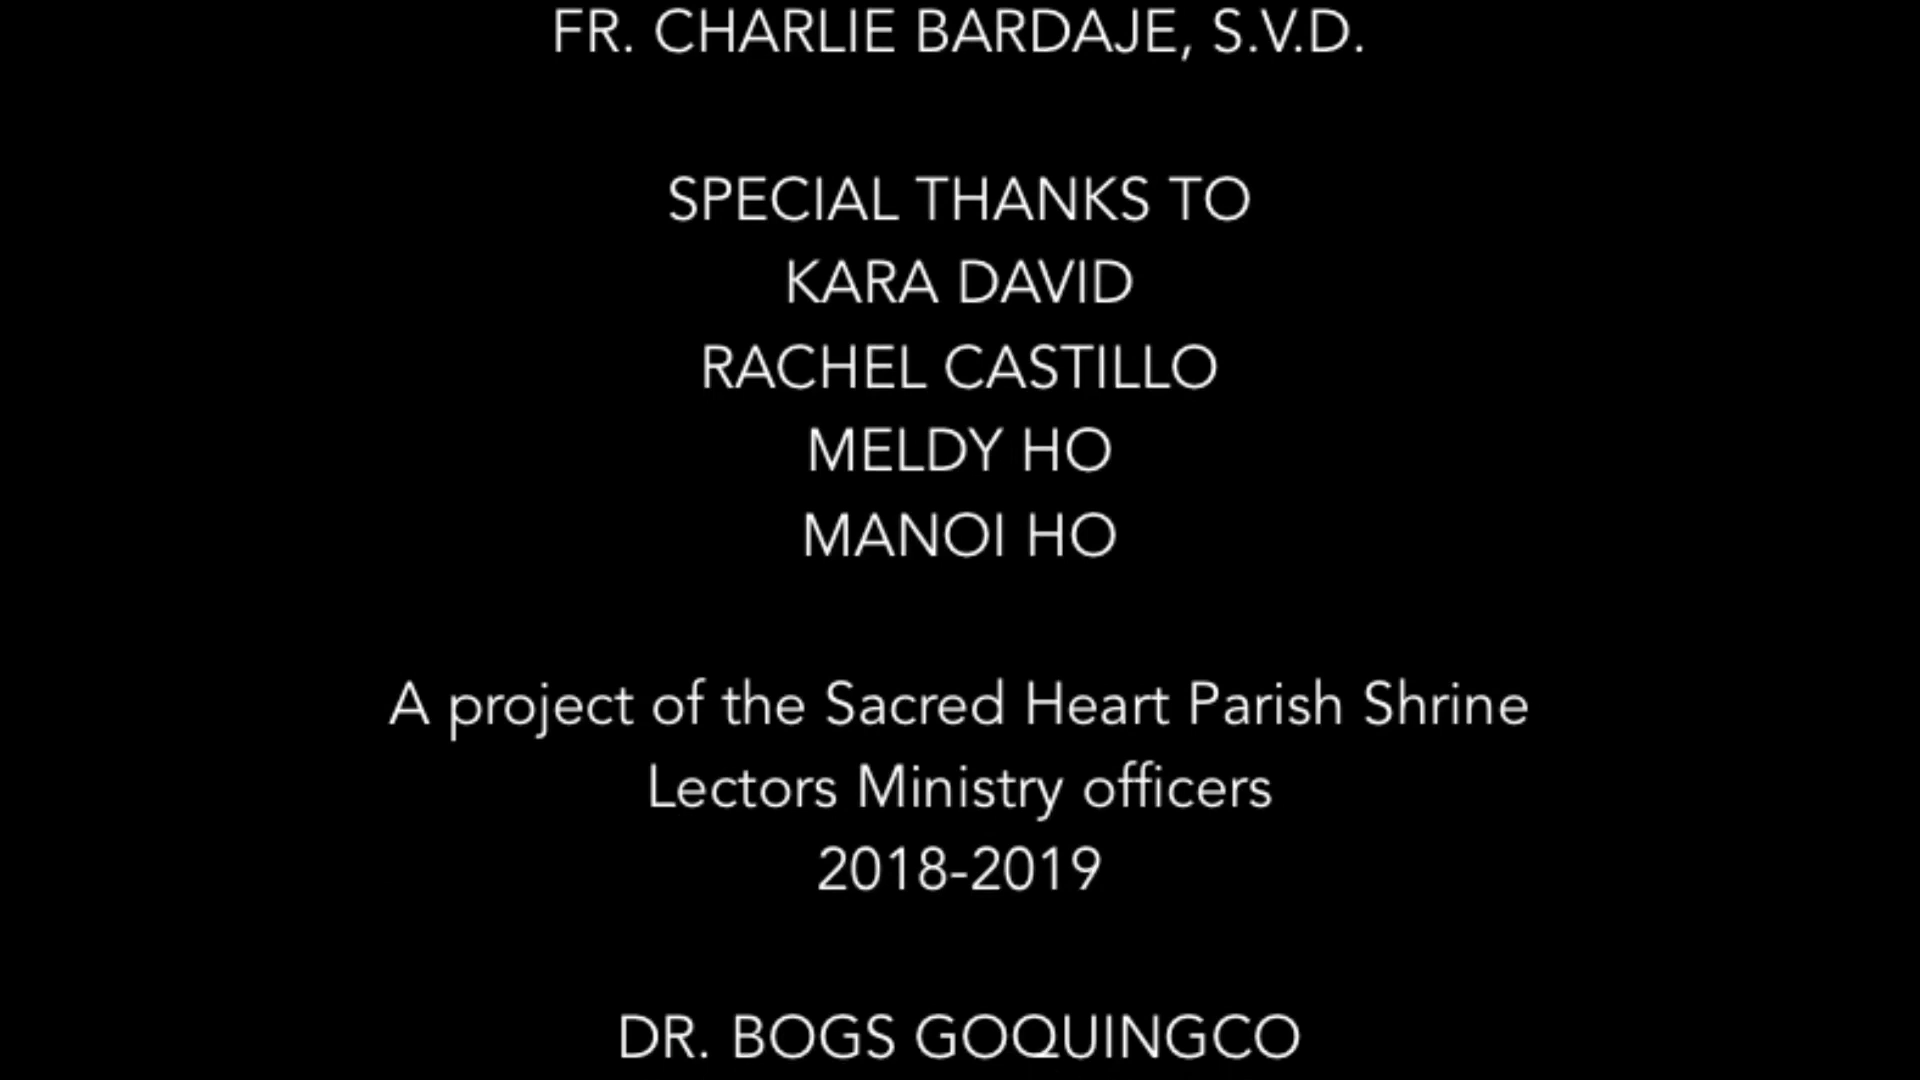 FR. CHARLIE BARDAJE, S.V.D.
SPECIAL THANKS TO
KARA DAVID
RACHEL CASTILLO
MELDY HO
MANOI HO
A project of the Sacred Heart Parish Shrine
Lectors Ministry officers
2018-2019
DR. BOGS GOQUINGCO